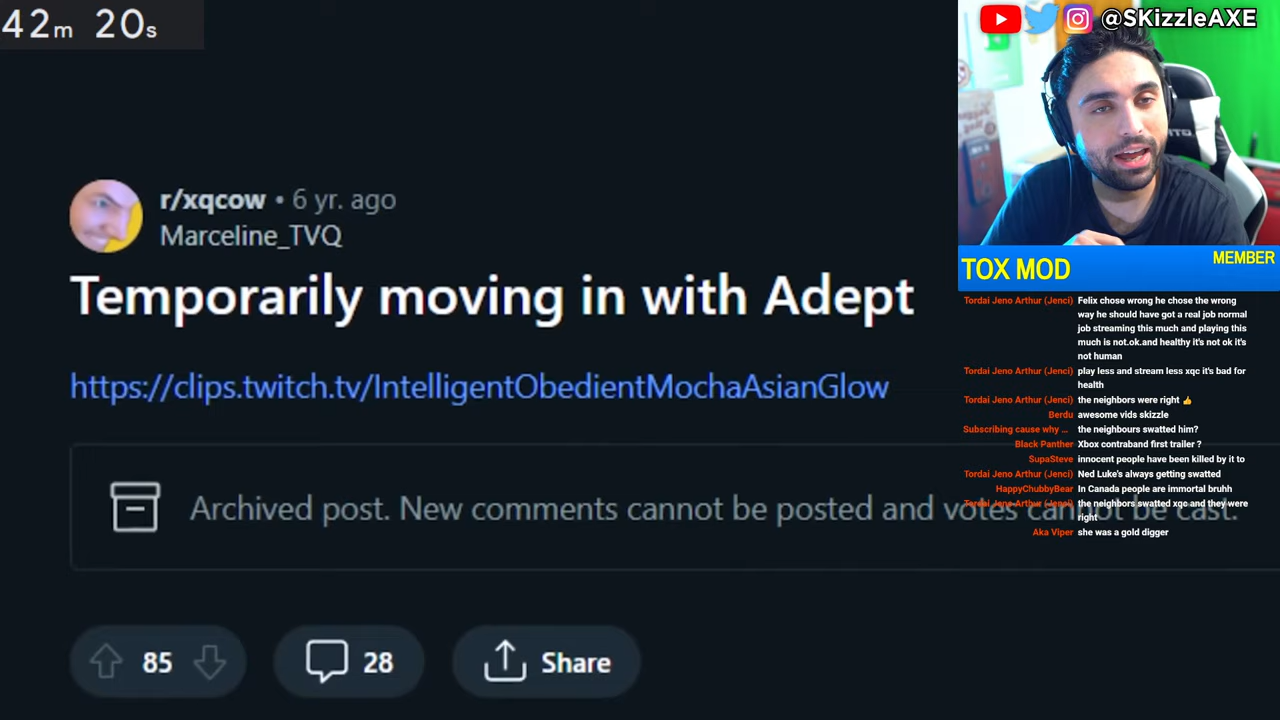 42m 20s
@SKizzleAXE
r/xqcow • 6 yr. ago
Marceline_TVQ
Temporarily moving in with Adept
https://clips.twitch.tv/IntelligentObedientMochaAsianGlow
Archived post. New comments cannot be posted and votes cannot be cast.
85
28
Share
TOX MOD
MEMBER
Tordai Jeno Arthur (Jenci) Felix chose wrong he chose the wrong
way he should have got a real job normal
job streaming this much and playing this
much is not.ok.and healthy it's not ok it's
not human
Tordai Jeno Arthur (Jenci) play less and stream less xqc it's bad for
health
Tordai Jeno Arthur (Jenci) the neighbors were right 👍
Berdu awesome vids skizzle
Subscribing cause why ... the neighbours swatted him?
Black Panther Xbox contraband first trailer ?
SupaSteve innocent people have been killed by it to
Tordai Jeno Arthur (Jenci) Ned Luke's always getting swatted
HappyChubbyBear In Canada people are immortal bruhh
Tordai Jeno Arthur (Jenci) the neighbors swatted xqc and they were
right
Aka Viper she was a gold digger